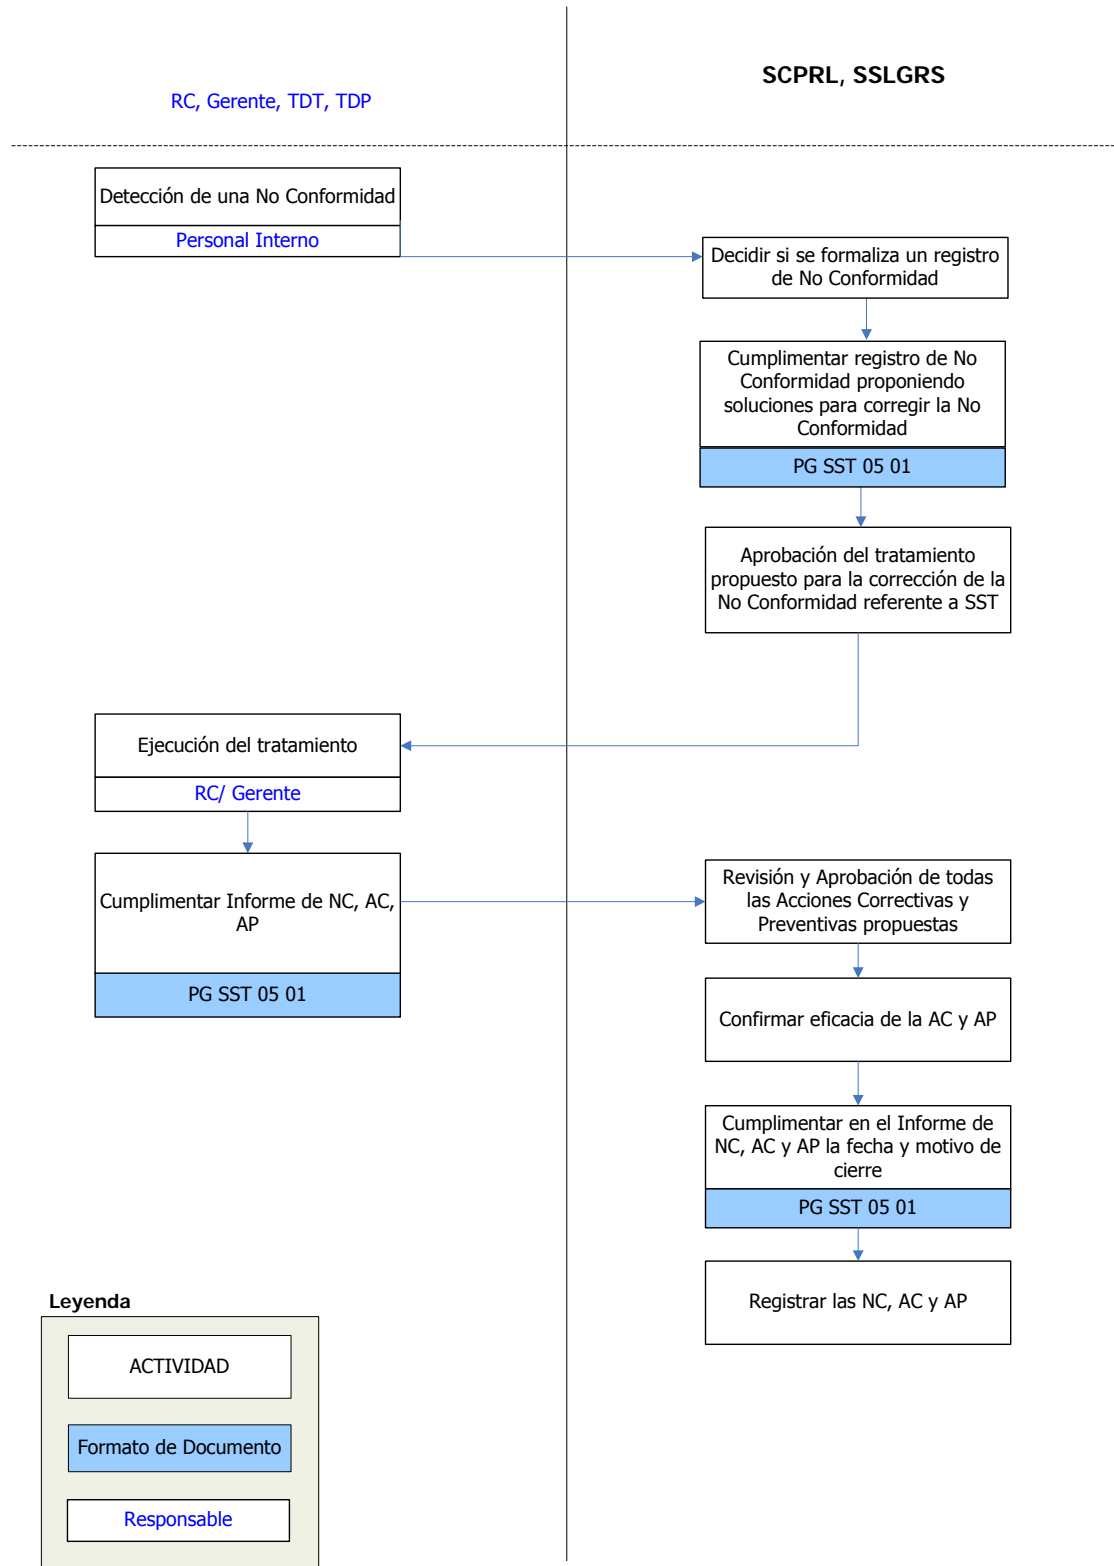 RC, Gerente, TDT, TDP
SCPRL, SSLGRS
Detección de una No Conformidad
Personal Interno
Decidir si se formaliza un registro
de No Conformidad
Cumplimentar registro de No
Conformidad proponiendo
soluciones para corregir la No
Conformidad
PG SST 05 01
Aprobación del tratamiento
propuesto para la corrección de la
No Conformidad referente a SST
Ejecución del tratamiento
RC/ Gerente
Cumplimentar Informe de NC, AC,
AP
PG SST 05 01
Revisión y Aprobación de todas
las Acciones Correctivas y
Preventivas propuestas
Confirmar eficacia de la AC y AP
Cumplimentar en el Informe de
NC, AC y AP la fecha y motivo de
cierre
PG SST 05 01
Registrar las NC, AC y AP
Leyenda
ACTIVIDAD
Formato de Documento
Responsable